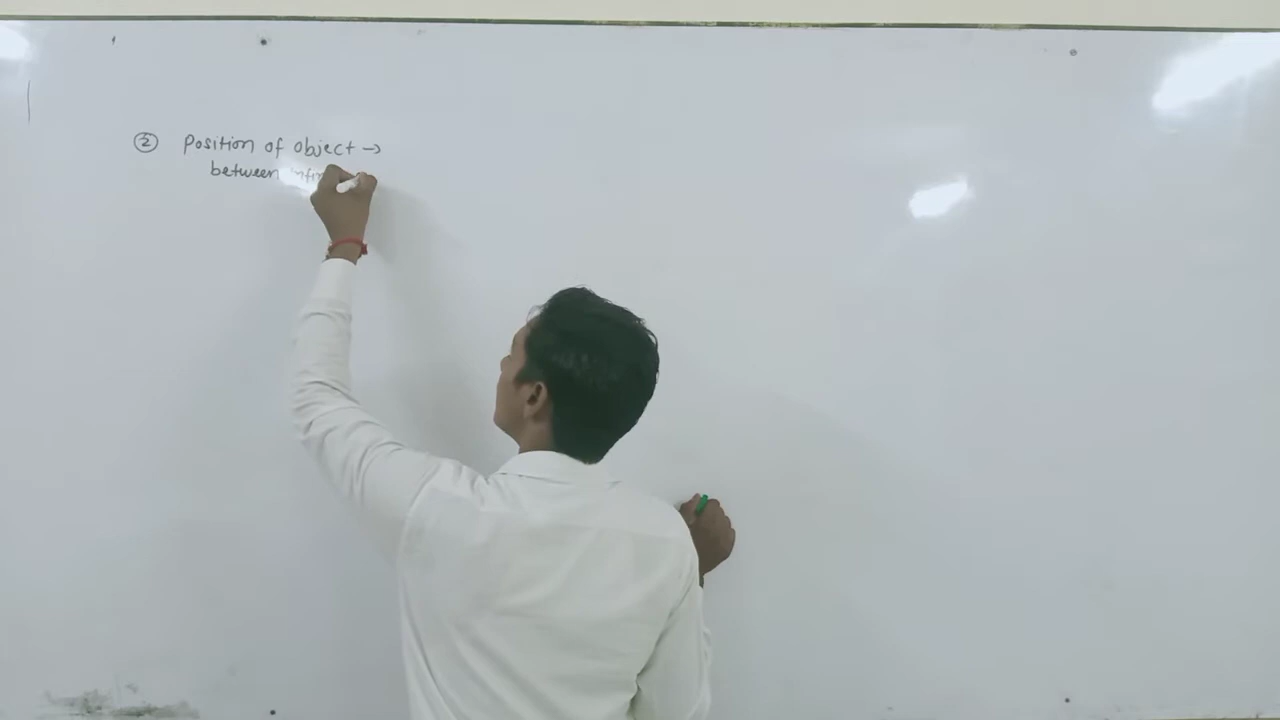 ② Position of object →
between